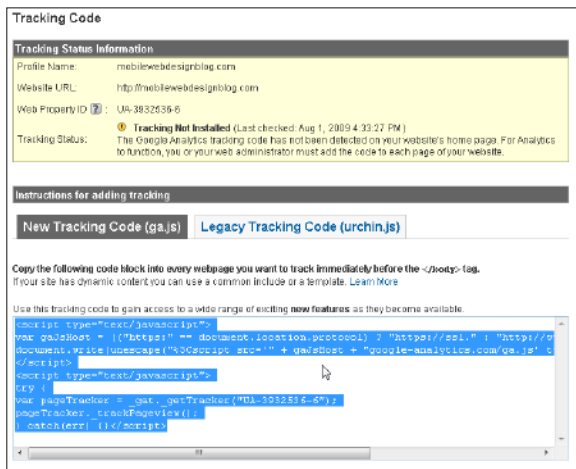 Tracking Code
Tracking Status Information
Profile Name: mobilewebdesignblog.com
Website URL: http://mobilewebdesignblog.com
Web Property ID ? : UA-3932536-6
Tracking Status: Tracking Not Installed (Last checked: Aug 1, 2009 4:33:27 PM)
The Google Analytics tracking code has not been detected on your website's home page. For Analytics
to function, you or your web administrator must add the code to each page of your website.
Instructions for adding tracking
New Tracking Code (ga.js) Legacy Tracking Code (urchin.js)
Copy the following code block into every webpage you want to track immediately before the </body> tag.
If your site has dynamic content you can use a common include or a template. Learn More
Use this tracking code to gain access to a wide range of exciting new features as they become available.
<script type="text/javascript">
var gaJsHost = (("https:" == document.location.protocol) ? "https://ssl." : "http://w
document.write(unescape("%3Cscript src='" + gaJsHost + "google-analytics.com/ga.js' t
</script>
<script type="text/javascript">
try {
var pageTracker = _gat._getTracker("UA-3932536-6");
pageTracker._trackPageview();
} catch(err) {}</script>